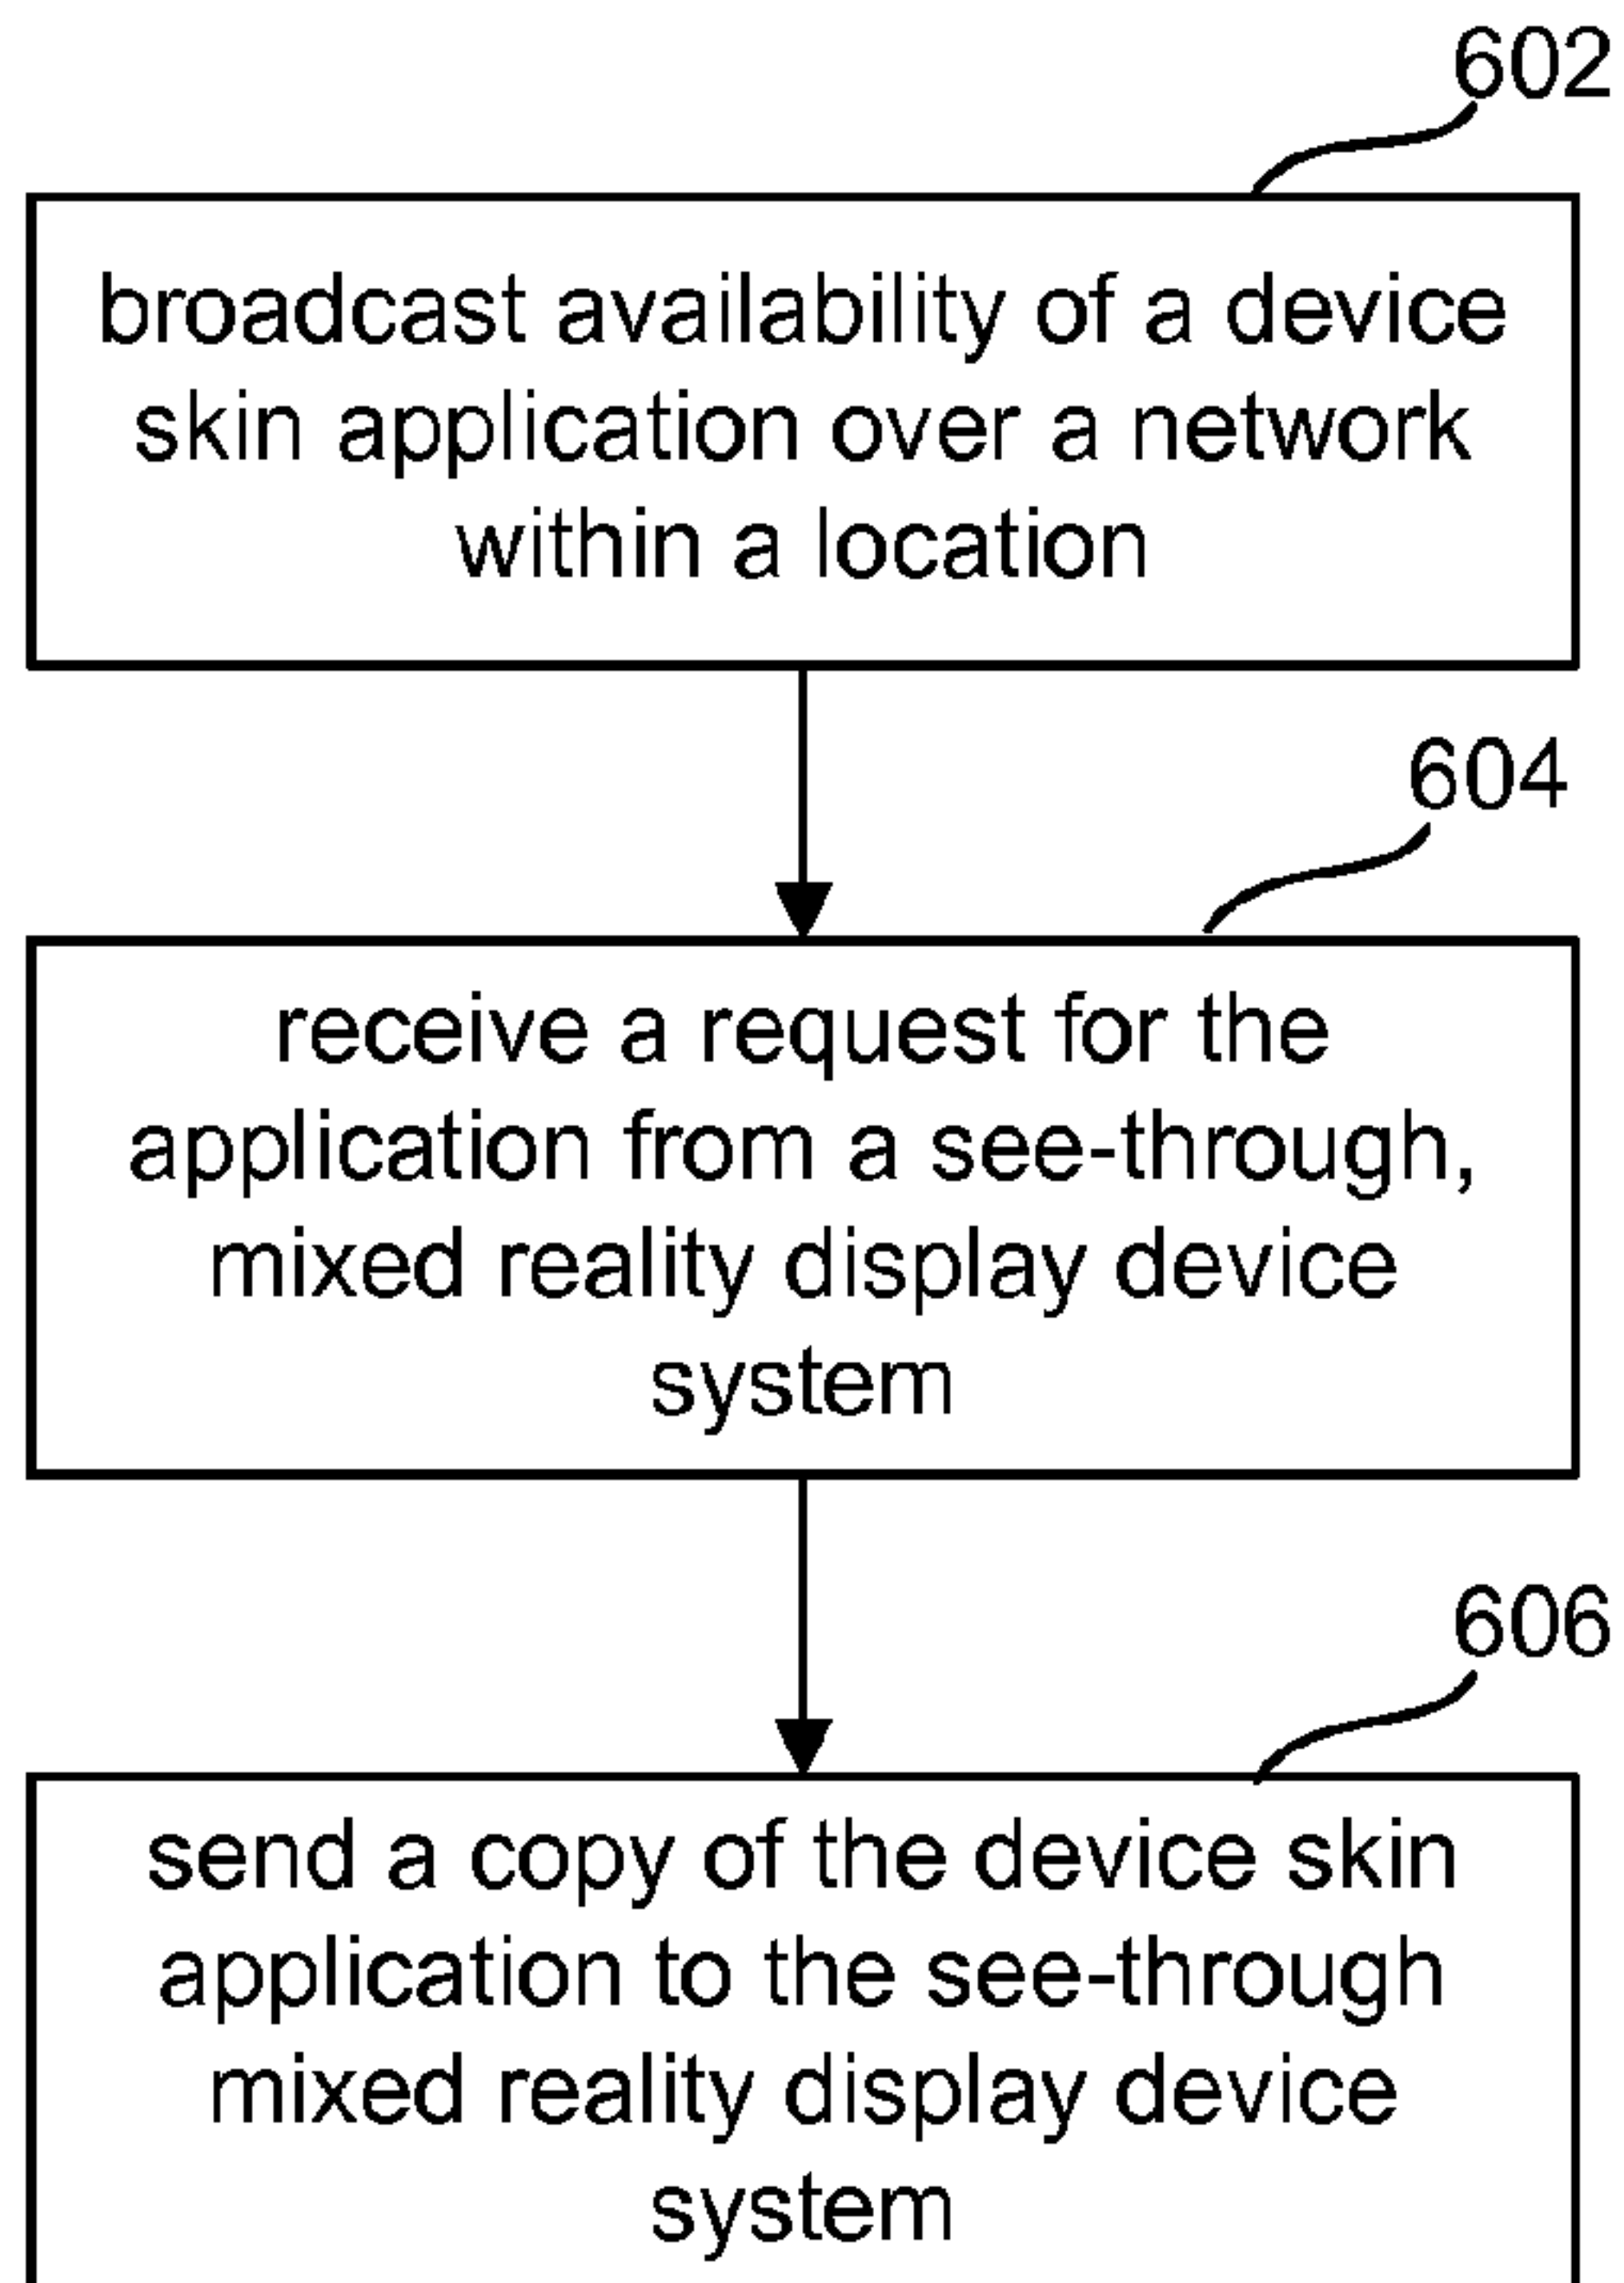 602
broadcast availability of a device
skin application over a network
within a location
604
receive a request for the
application from a see-through,
mixed reality display device
system
606
send a copy of the device skin
application to the see-through
mixed reality display device
system